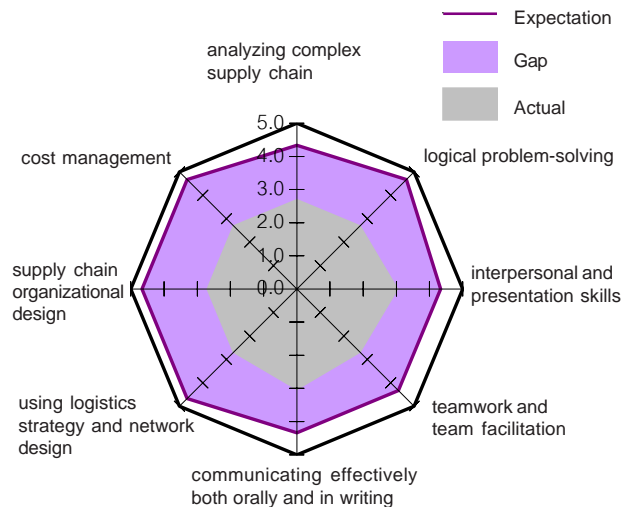 Expectation
analyzing complex
supply chain
Gap
Actual
5.0
4.0
3.0
2.0
1.0
0.0
cost management
logical problem-solving
supply chain
organizational
design
interpersonal and
presentation skills
using logistics
strategy and network
design
teamwork and
team facilitation
communicating effectively
both orally and in writing